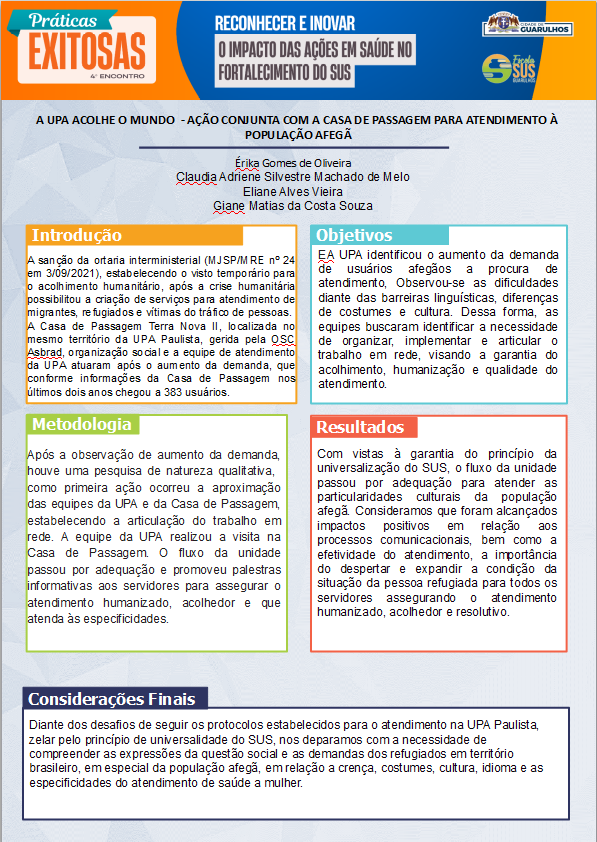 Práticas
EXITOSAS
4º ENCONTRO
RECONHECER E INOVAR
O IMPACTO DAS AÇÕES EM SAÚDE NO
FORTALECIMENTO DO SUS
CIDADE DE
GUARULHOS
Escola
SUS
GUARULHOS
A UPA ACOLHE O MUNDO - AÇÃO CONJUNTA COM A CASA DE PASSAGEM PARA ATENDIMENTO À
POPULAÇÃO AFEGÃ
Érika Gomes de Oliveira
Claudia Adriene Silvestre Machado de Melo
Eliane Alves Vieira
Giane Matias da Costa Souza
Introdução
A sanção da ortaria interministerial (MJSP/MRE nº 24
em 3/09/2021), estabelecendo o visto temporário para
o acolhimento humanitário, após a crise humanitária
possibilitou a criação de serviços para atendimento de
migrantes, refugiados e vítimas do tráfico de pessoas.
A Casa de Passagem Terra Nova II, localizada no
mesmo território da UPA Paulista, gerida pela OSC
Asbrad, organização social e a equipe de atendimento
da UPA atuaram após o aumento da demanda, que
conforme informações da Casa de Passagem nos
últimos dois anos chegou a 383 usuários.
Objetivos
EA UPA identificou o aumento da demanda
de usuários afegãos a procura de
atendimento, Observou-se as dificuldades
diante das barreiras linguísticas, diferenças
de costumes e cultura. Dessa forma, as
equipes buscaram identificar a necessidade
de organizar, implementar e articular o
trabalho em rede, visando a garantia do
acolhimento, humanização e qualidade do
atendimento.
Metodologia
Após a observação de aumento da demanda,
houve uma pesquisa de natureza qualitativa,
como primeira ação ocorreu a aproximação
das equipes da UPA e da Casa de Passagem,
estabelecendo a articulação do trabalho em
rede. A equipe da UPA realizou a visita na
Casa de Passagem. O fluxo da unidade
passou por adequação e promoveu palestras
informativas aos servidores para assegurar o
atendimento humanizado, acolhedor e que
atenda às especificidades.
Resultados
Com vistas à garantia do princípio da
universalização do SUS, o fluxo da unidade
passou por adequação para atender as
particularidades culturais da população
afegã. Consideramos que foram alcançados
impactos positivos em relação aos
processos comunicacionais, bem como a
efetividade do atendimento, a importância
do despertar e expandir a condição da
situação da pessoa refugiada para todos os
servidores assegurando o atendimento
humanizado, acolhedor e resolutivo.
Considerações Finais
Diante dos desafios de seguir os protocolos estabelecidos para o atendimento na UPA Paulista,
zelar pelo princípio de universalidade do SUS, nos deparamos com a necessidade de
compreender as expressões da questão social e as demandas dos refugiados em território
brasileiro, em especial da população afegã, em relação a crença, costumes, cultura, idioma e as
especificidades do atendimento de saúde a mulher.